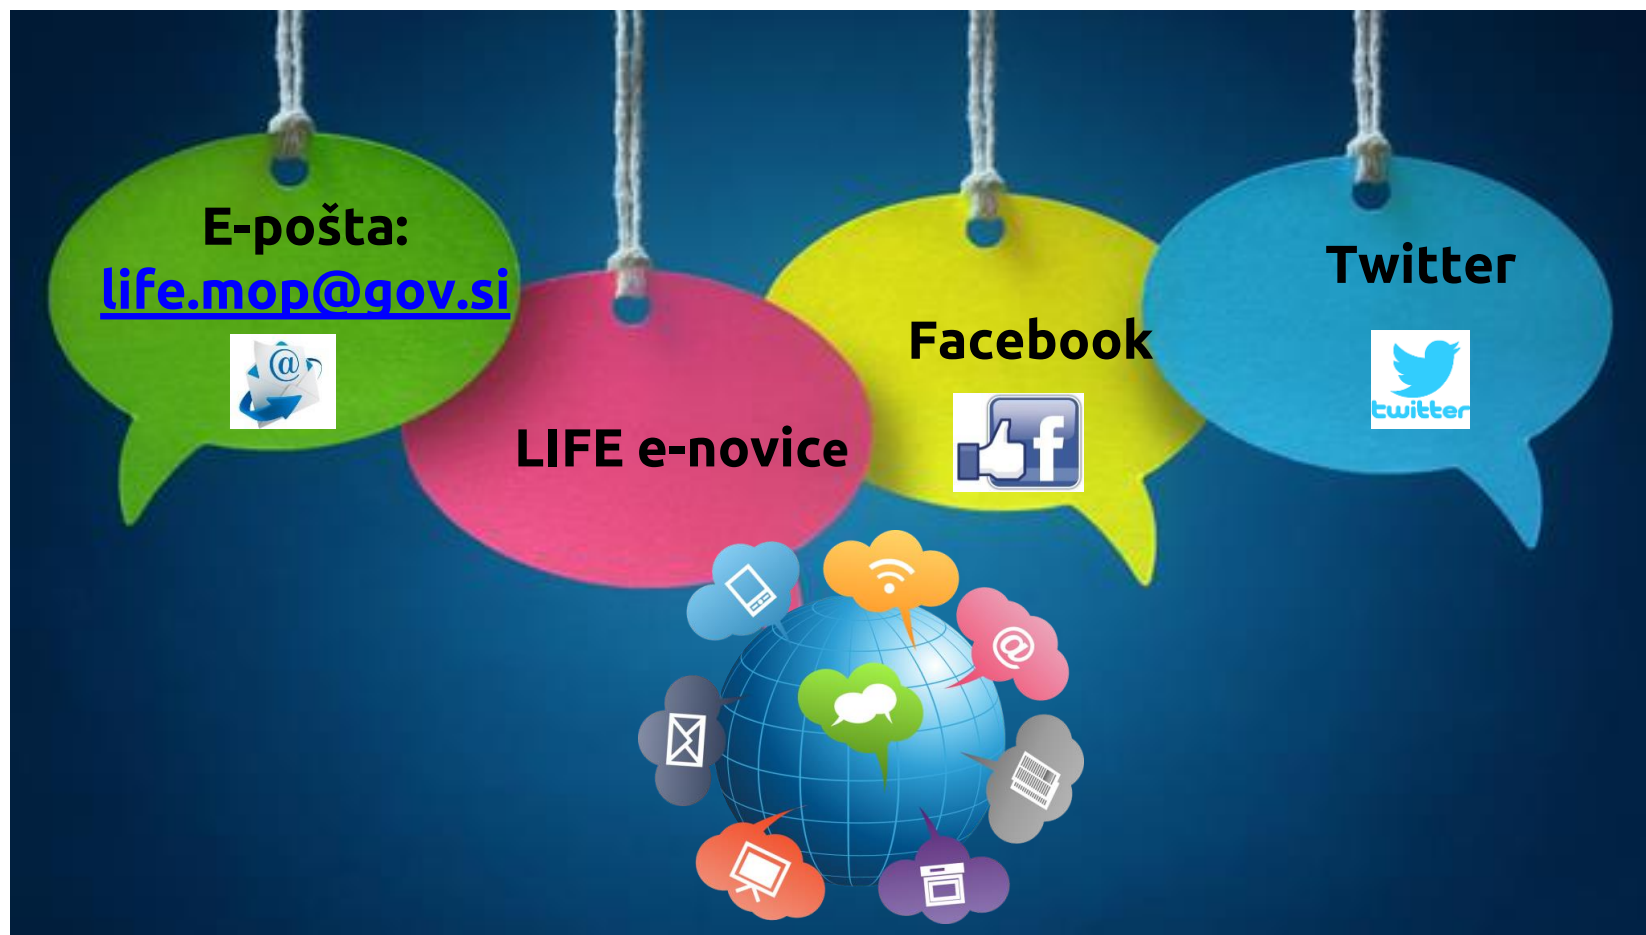 E-pošta:
life.mop@gov.si
LIFE e-novice
Facebook
Twitter
twitter